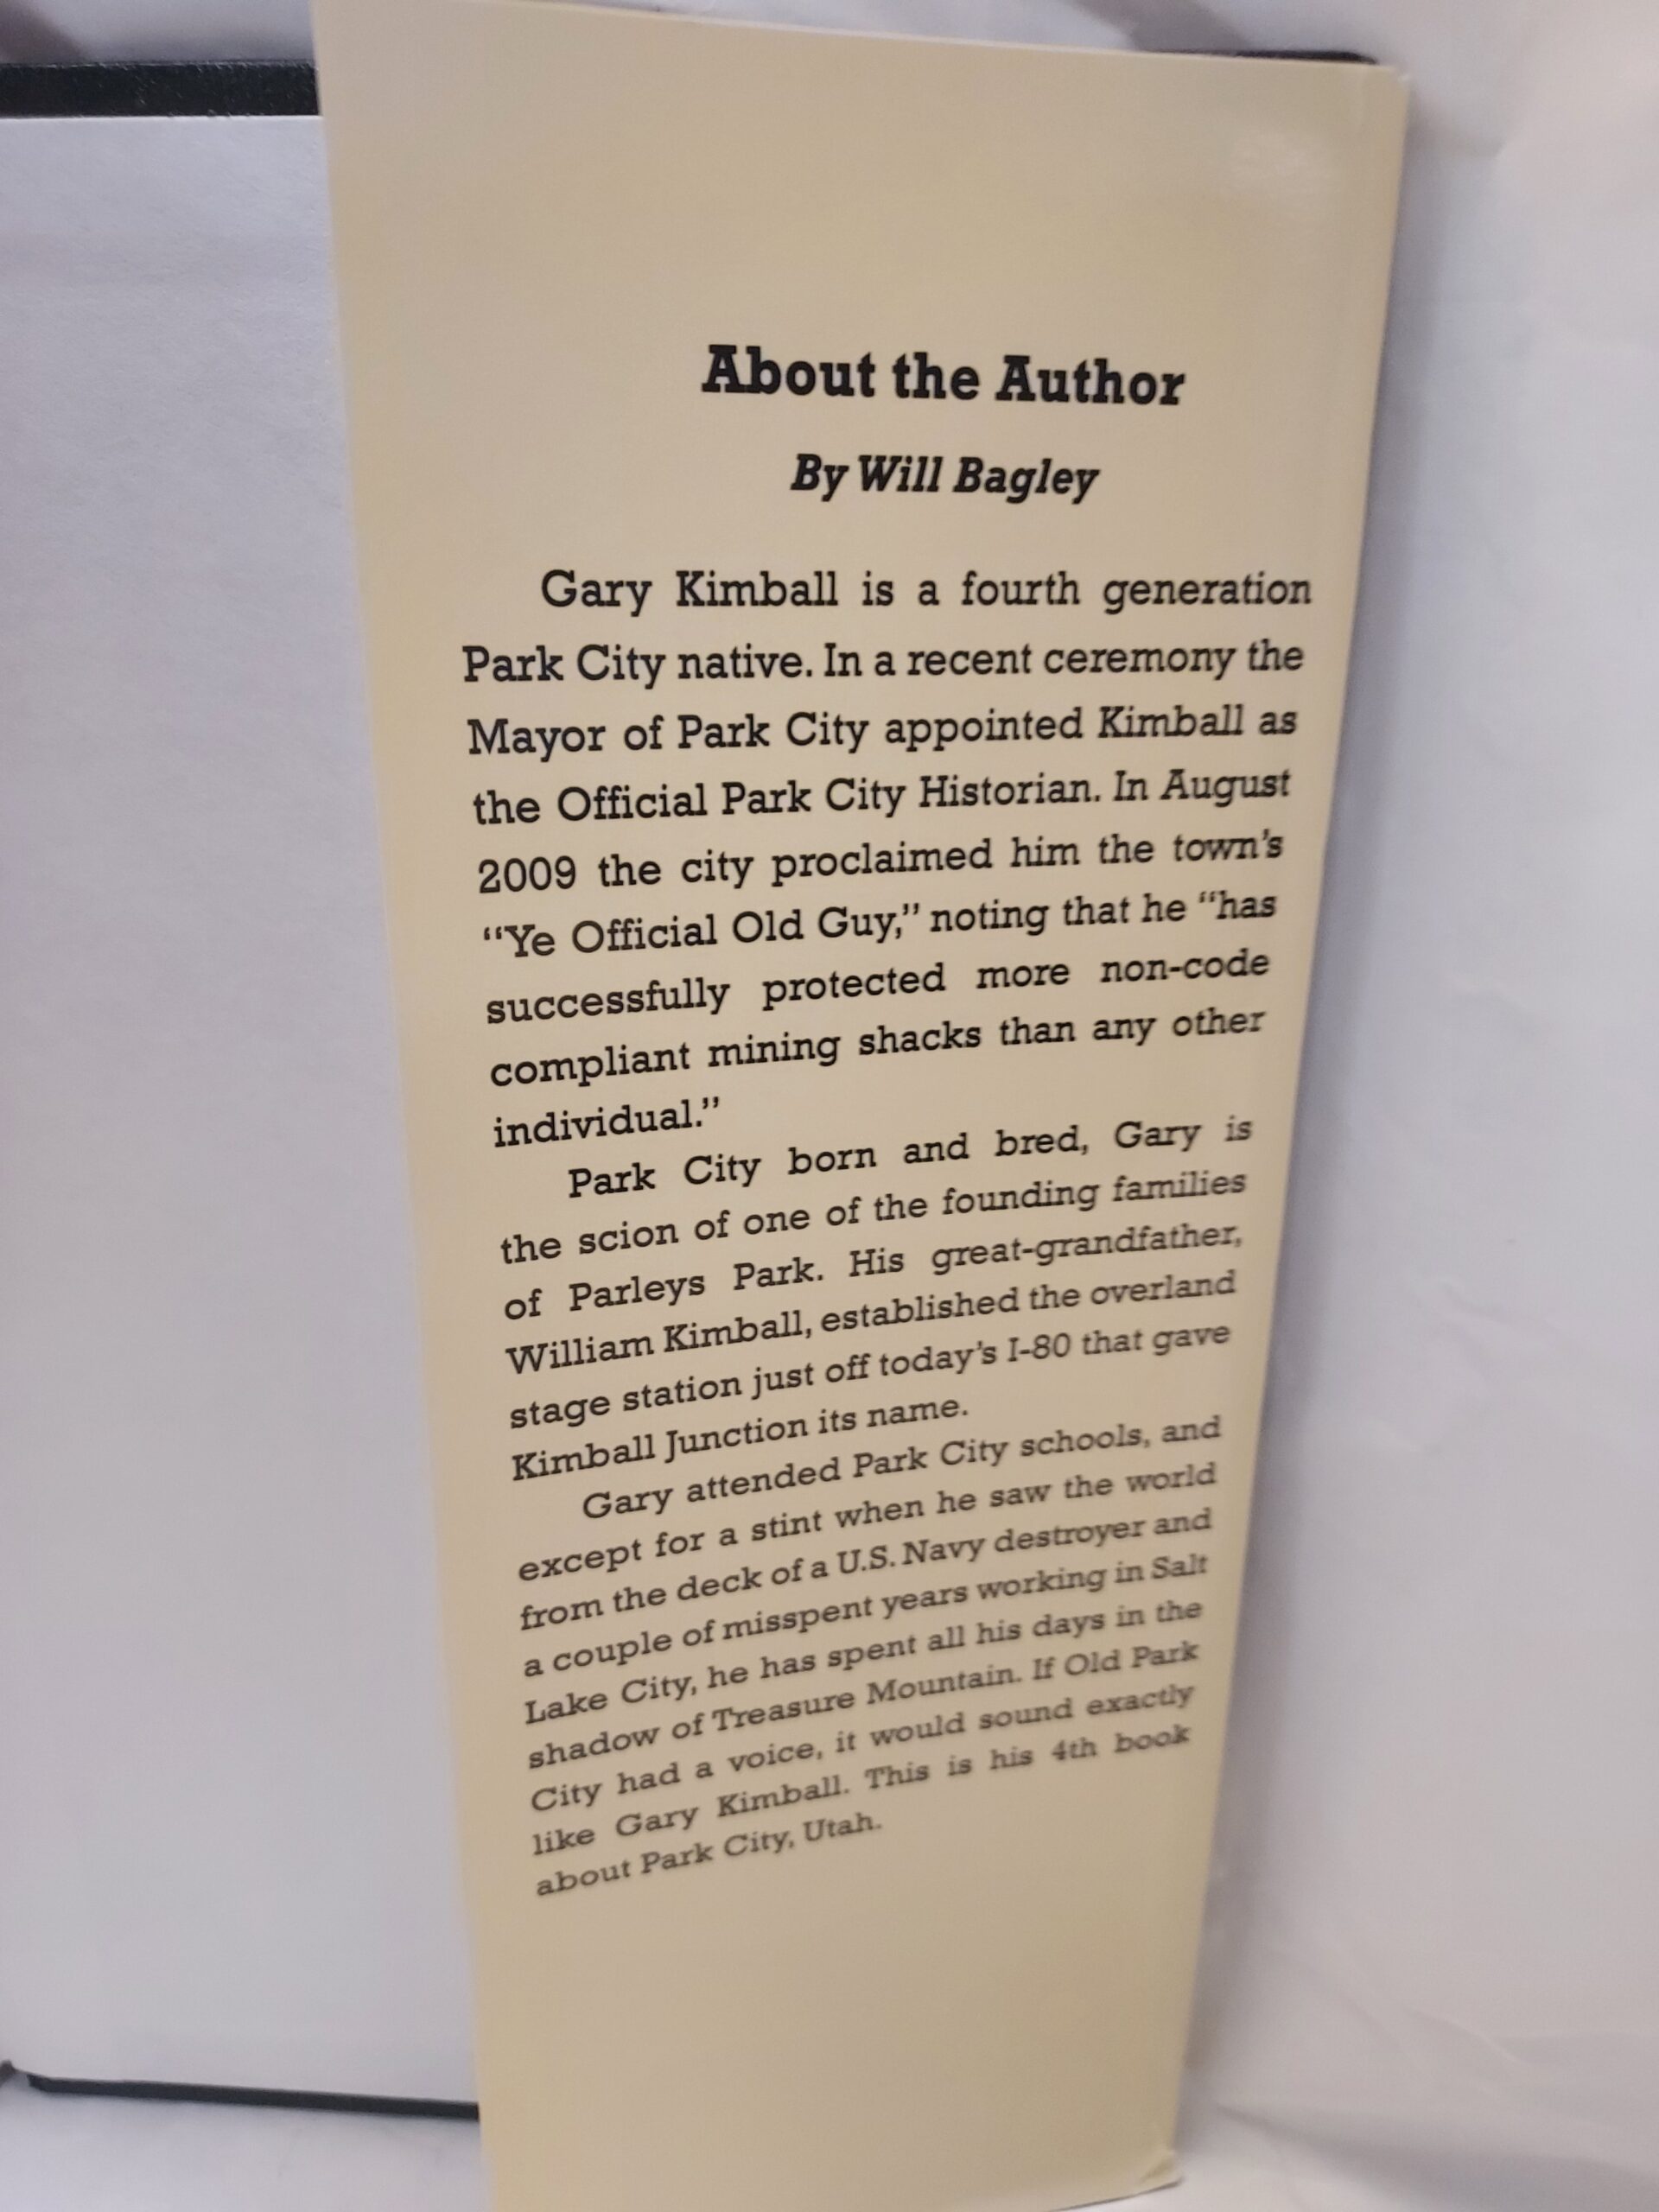 About the Author
By Will Bagley
Gary Kimball is a fourth generation
Park City native. In a recent ceremony the
Mayor of Park City appointed Kimball as
the Official Park City Historian. In August
2009 the city proclaimed him the town's
“Ye Official Old Guy,” noting that he “has
successfully protected more non-code
compliant mining shacks than any other
individual.”
Park City born and bred, Gary is
the scion of one of the founding families
of Parleys Park. His great-grandfather,
William Kimball, established the overland
stage station just off today's I-80 that gave
Kimball Junction its name.
Gary attended Park City schools, and
except for a stint when he saw the world
from the deck of a U.S. Navy destroyer and
a couple of misspent years working in Salt
Lake City, he has spent all his days in the
shadow of Treasure Mountain. If Old Park
City had a voice, it would sound exactly
like Gary Kimball. This is his 4th book
about Park City, Utah.